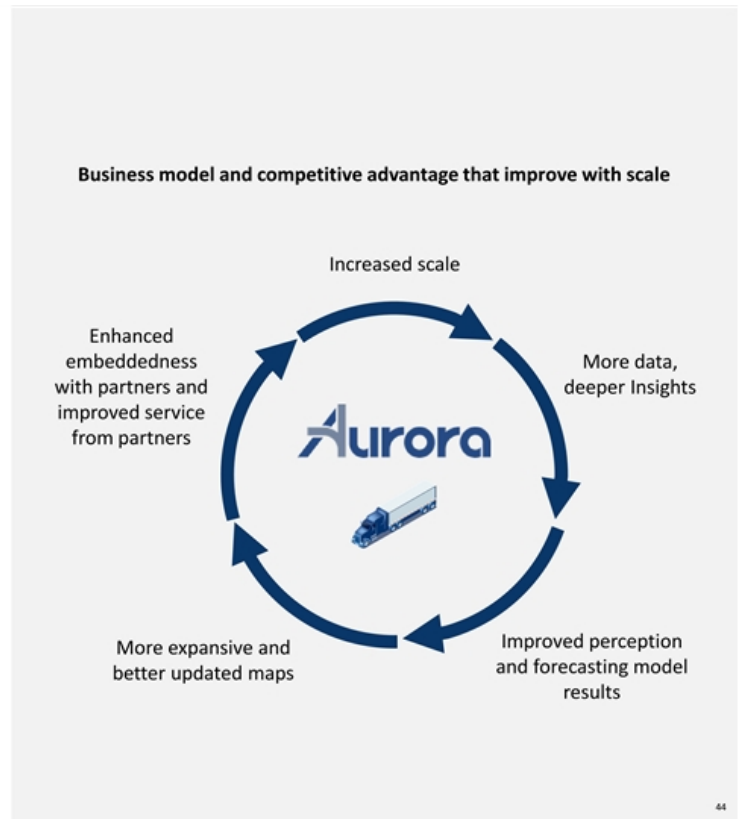 Business model and competitive advantage that improve with scale
Increased scale
Enhanced
embeddedness
with partners and
improved service
from partners
More data,
deeper Insights
Aurora
More expansive and
better updated maps
Improved perception
and forecasting model
results
44